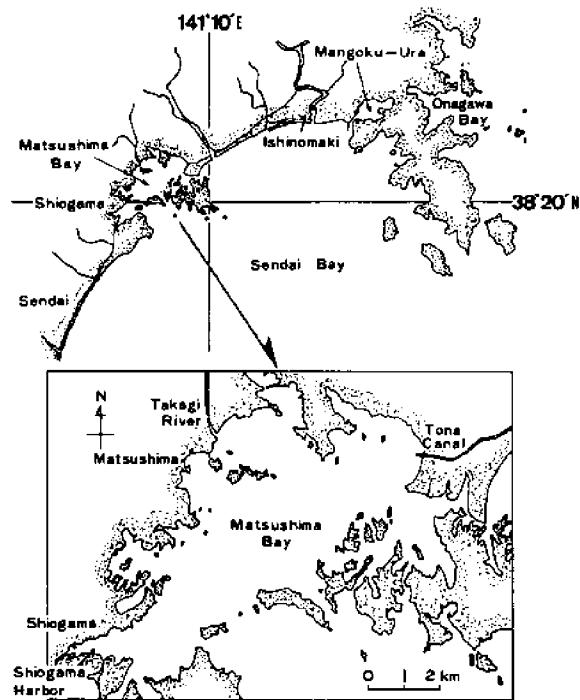 141°10'E
Mangoku-Ura
Onagawa
Bay
Ishinomaki
Matsushima
Bay
Shiogama
38°20'N
Sendai Bay
Sendai
N
Takagi
River
Tona
Canal
Matsushima
Matsushima
Bay
Shiogama
Shiogama
Harbor
0 1 2 km